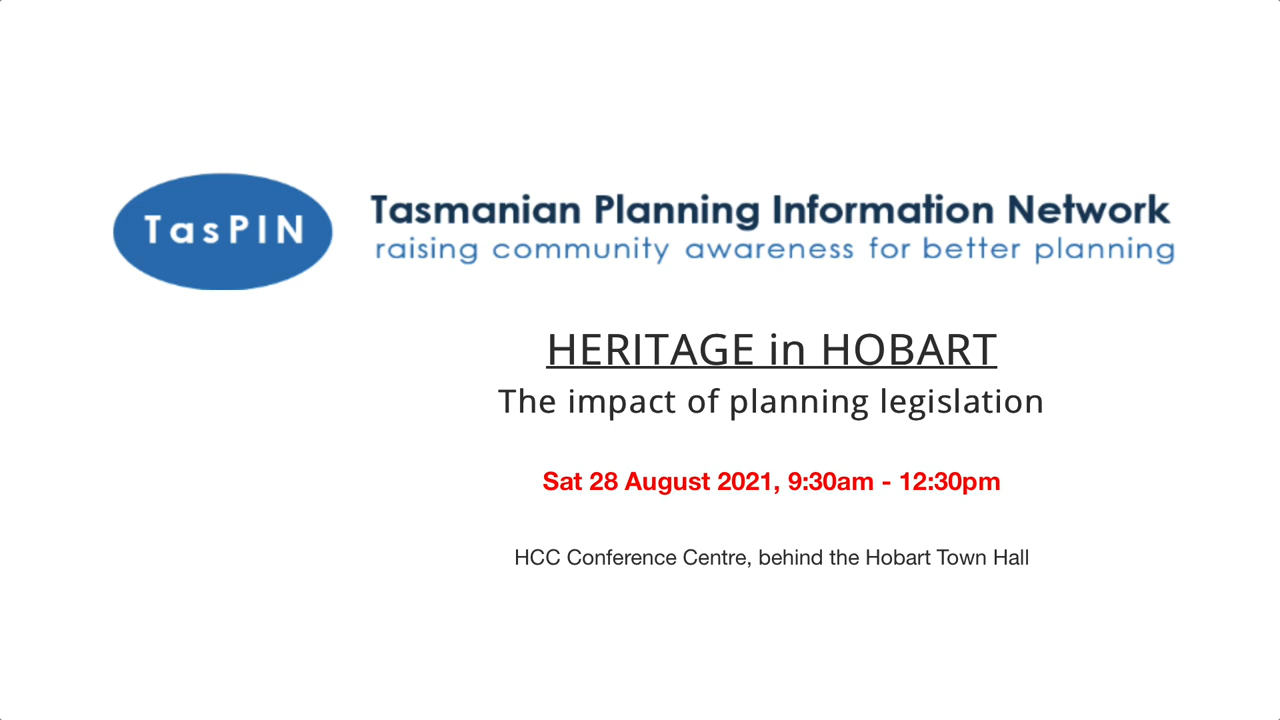 TasPIN
Tasmanian Planning Information Network
raising community awareness for better planning
HERITAGE in HOBART
The impact of planning legislation
Sat 28 August 2021, 9:30am - 12:30pm
HCC Conference Centre, behind the Hobart Town Hall